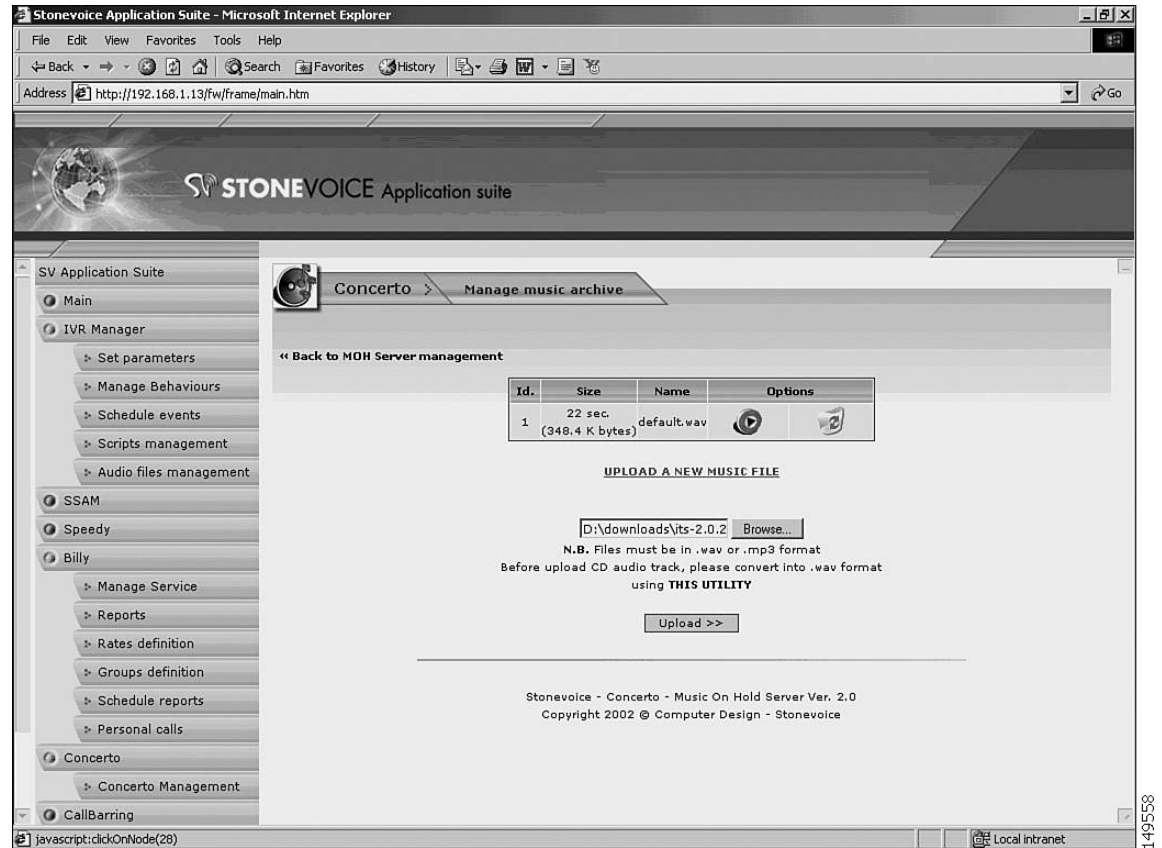 Stonevoice Application Suite - Microsoft Internet Explorer
File Edit View Favorites Tools Help
Back Search Favorites History
Address http://192.168.1.13/fw/frame/main.htm Go
SV STONEVOICE Application suite
SV Application Suite
Main
IVR Manager
Set parameters
Manage Behaviours
Schedule events
Scripts management
Audio files management
SSAM
Speedy
Billy
Manage Service
Reports
Rates definition
Groups definition
Schedule reports
Personal calls
Concerto
Concerto Management
CallBarring
Concerto > Manage music archive
‹‹ Back to MOH Server management
Id. Size Name Options
1 22 sec. (348.4 K bytes) default.wav
UPLOAD A NEW MUSIC FILE
D:\downloads\its-2.0.2 Browse...
N.B. Files must be in .wav or .mp3 format
Before upload CD audio track, please convert into .wav format
using THIS UTILITY
Upload >>
Stonevoice - Concerto - Music On Hold Server Ver. 2.0
Copyright 2002 © Computer Design - Stonevoice
javascript:clickOnNode(28) Local intranet
149558